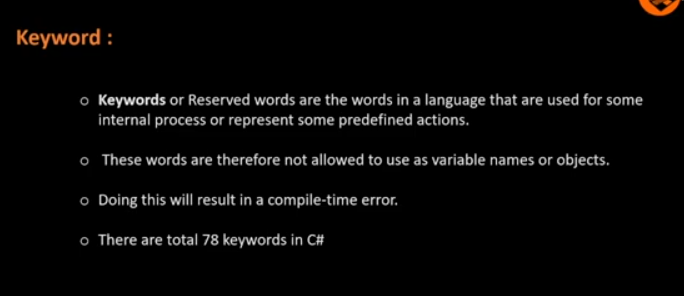 Keyword :
Keywords or Reserved words are the words in a language that are used for some
internal process or represent some predefined actions.
These words are therefore not allowed to use as variable names or objects.
Doing this will result in a compile-time error.
There are total 78 keywords in C#